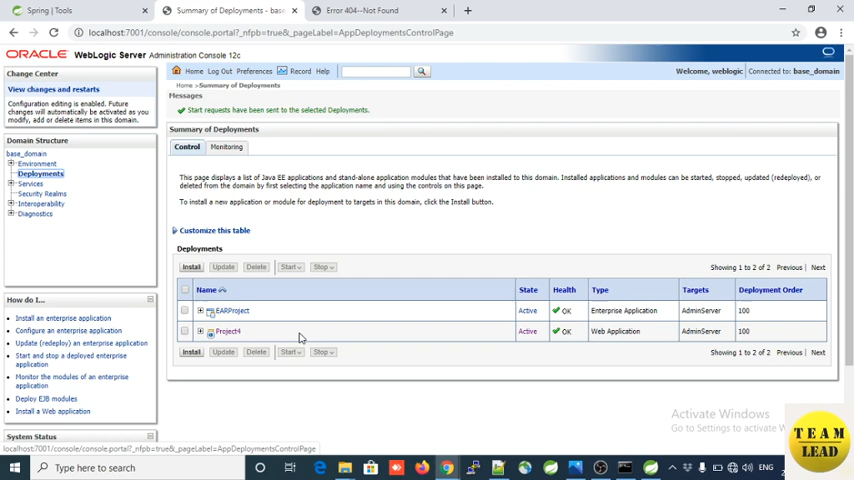 Spring | Tools
Summary of Deployments - bas
Error 404--Not Found
localhost:7001/console/console.portal?_nfpb=true&_pageLabel=AppDeploymentsControlPage
ORACLE WebLogic Server Administration Console 12c
Change Center
View changes and restarts
Configuration editing is enabled. Future
changes will automatically be activated as you
modify, add or delete items in this domain.
Domain Structure
base_domain
Environment
Deployments
Services
Security Realms
Interoperability
Diagnostics
How do I...
Install an enterprise application
Configure an enterprise application
Update (redeploy) an enterprise application
Start and stop a deployed enterprise
application
Monitor the modules of an enterprise
application
Deploy EJB modules
Install a Web application
System Status
Home Log Out Preferences Record Help
Welcome, weblogic Connected to: base_domain
Home >Summary of Deployments
Messages
Start requests have been sent to the selected Deployments.
Summary of Deployments
Control Monitoring
This page displays a list of Java EE applications and stand-alone application modules that have been installed to this domain. Installed applications and modules can be started, stopped, updated (redeployed), or
deleted from the domain by first selecting the application name and using the controls on this page.
To install a new application or module for deployment to targets in this domain, click the Install button.
Customize this table
Deployments
Install Update Delete Start Stop Showing 1 to 2 of 2 Previous | Next
Name State Health Type Targets Deployment Order
EARProject Active OK Enterprise Application AdminServer 100
Project4 Active OK Web Application AdminServer 100
Install Update Delete Start Stop Showing 1 to 2 of 2 Previous | Next
Activate Windows
Go to Settings to activate
TEAM
LEAD
localhost:7001/console/console.portal?_nfpb=true&_pageLabel=AppDeploymentsControlPage
Type here to search
ENG